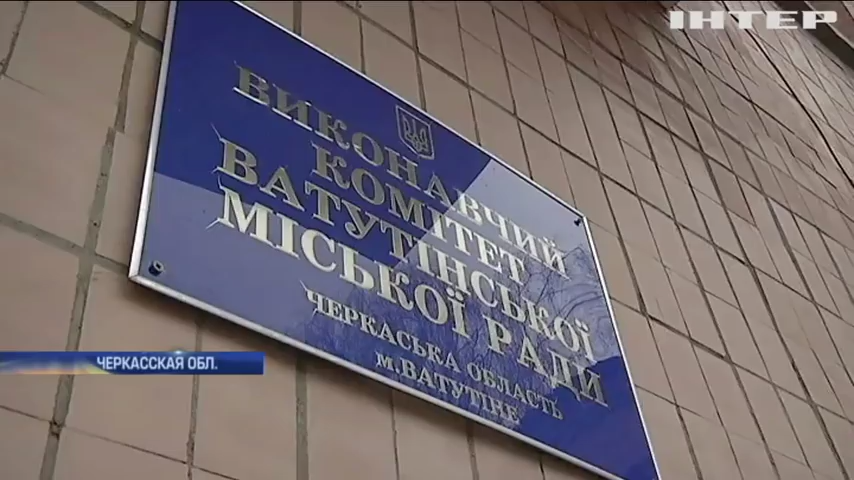 ІНТЕР
ВИКОНАВЧИЙ
КОМІТЕТ
ВАТУТІНСЬКОЇ
МІСЬКОЇ РАДИ
ЧЕРКАСЬКА ОБЛАСТЬ
м.ВАТУТІНЕ
ЧЕРКАССКАЯ ОБЛ.